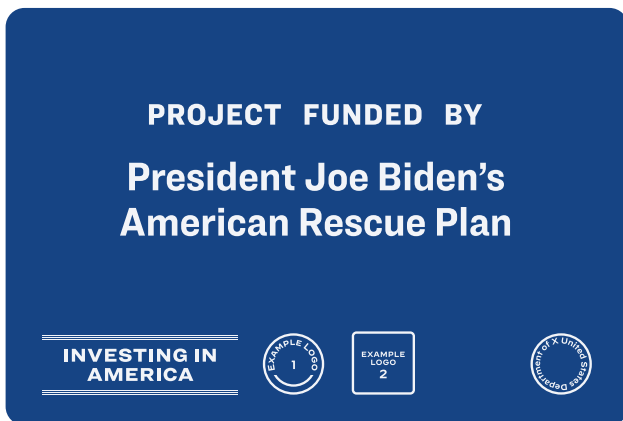 PROJECT FUNDED BY
President Joe Biden’s
American Rescue Plan
INVESTING IN
AMERICA
EXAMPLE LOGO
1
EXAMPLE
LOGO
2
Department of X United States